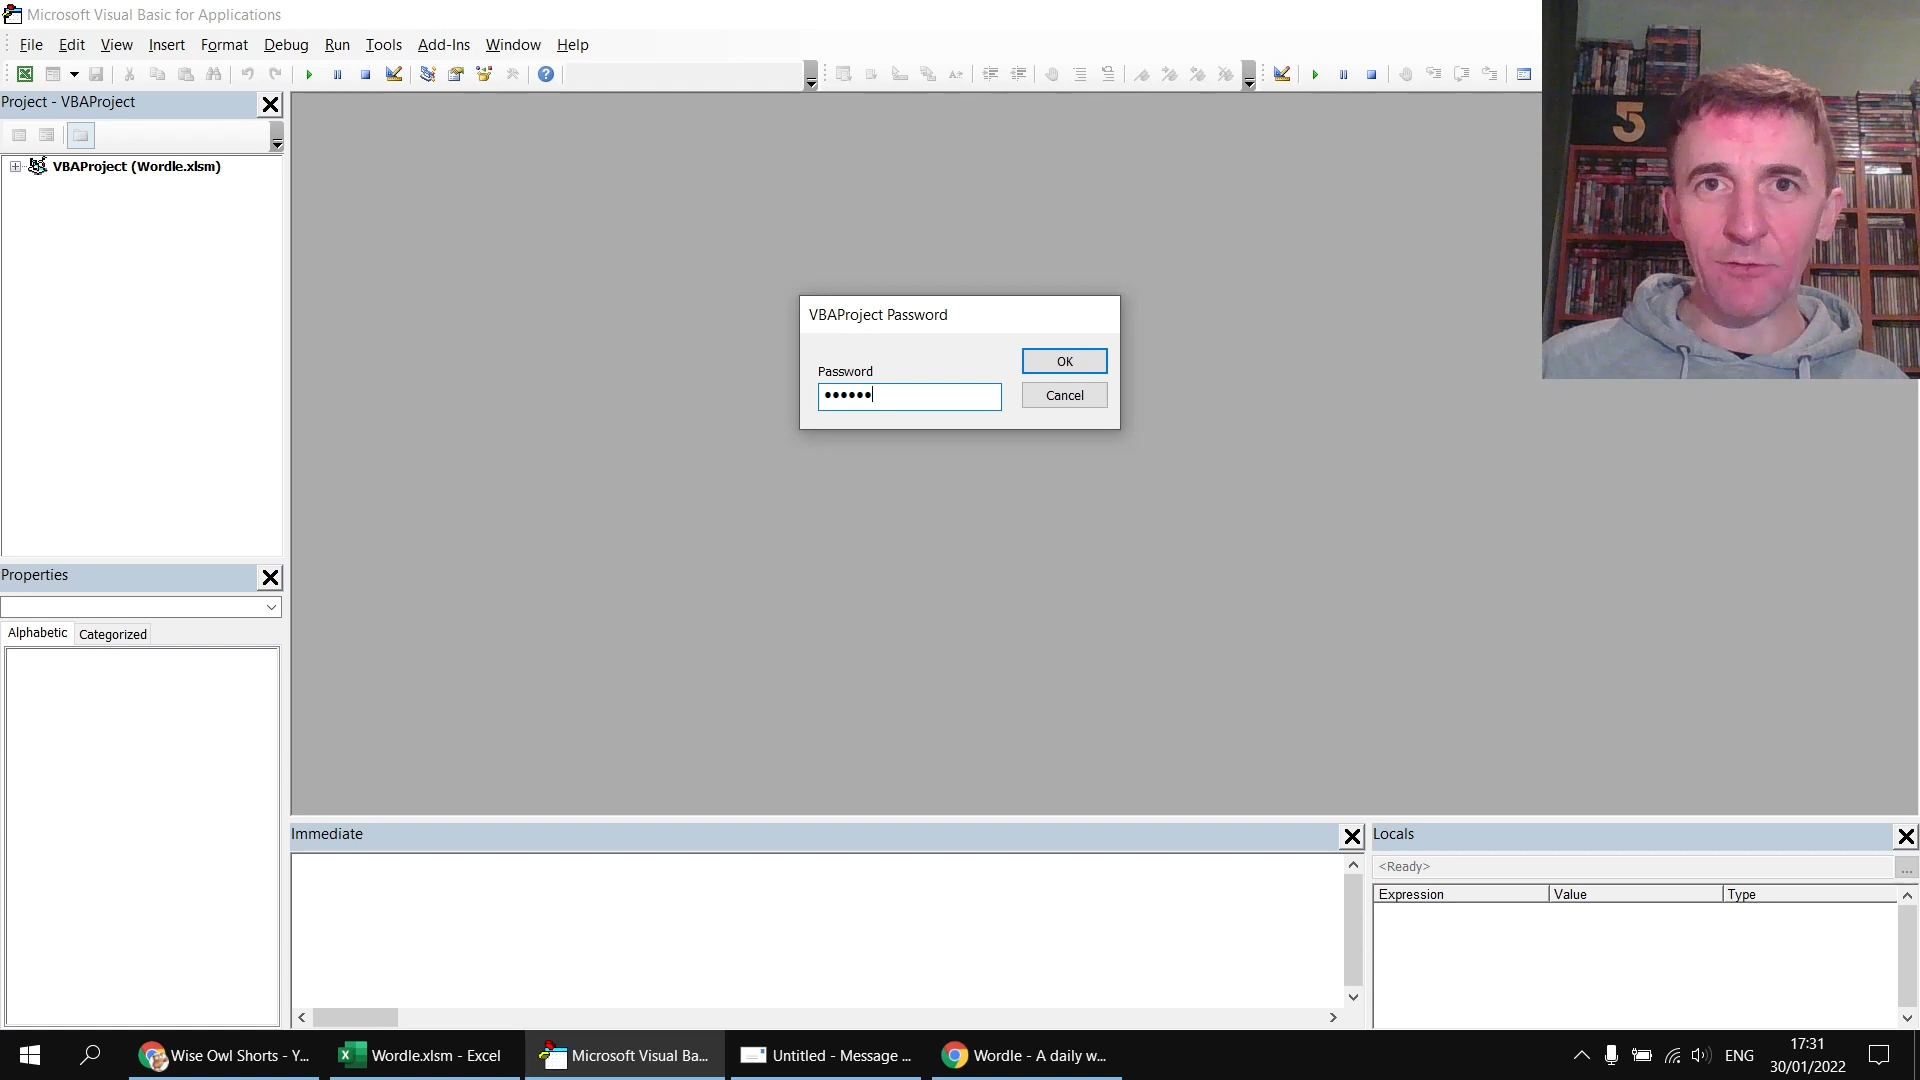 Microsoft Visual Basic for Applications
File Edit View Insert Format Debug Run Tools Add-Ins Window Help
Project - VBAProject
VBAProject (Wordle.xlsm)
5
VBAProject Password
Password
OK
••••••
Cancel
Properties
Alphabetic Categorized
Immediate
Locals
<Ready>
...
Expression Value Type
Wise Owl Shorts - Y...
Wordle.xlsm - Excel
Microsoft Visual Ba...
Untitled - Message ...
Wordle - A daily w...
ENG
17:31
30/01/2022